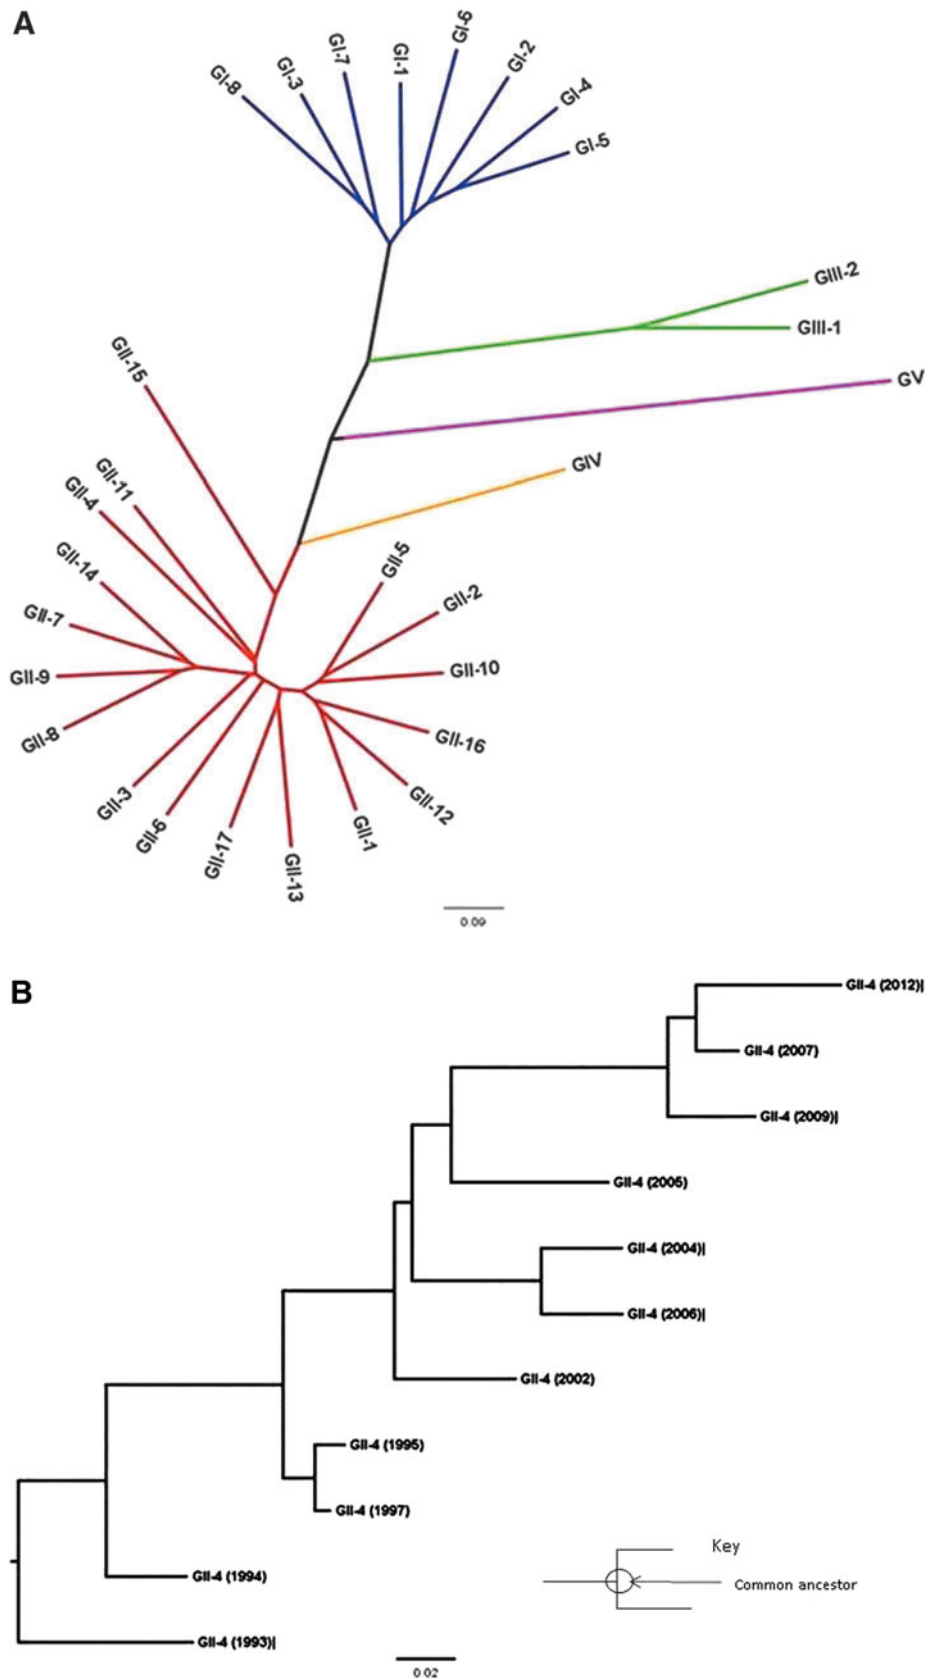 A
GI-8
GI-3
GI-7
GI-1
GI-6
GI-2
GI-4
GI-5
GIII-2
GIII-1
GV
GIV
GII-15
GII-11
GII-4
GII-14
GII-7
GII-9
GII-8
GII-3
GII-6
GII-17
GII-13
GII-1
GII-12
GII-16
GII-10
GII-2
GII-5
0.09
B
GII-4 (2012)|
GII-4 (2007)
GII-4 (2009)|
GII-4 (2005)
GII-4 (2004)|
GII-4 (2006)|
GII-4 (2002)
GII-4 (1995)
GII-4 (1997)
GII-4 (1994)
GII-4 (1993)|
Key
Common ancestor
0.02